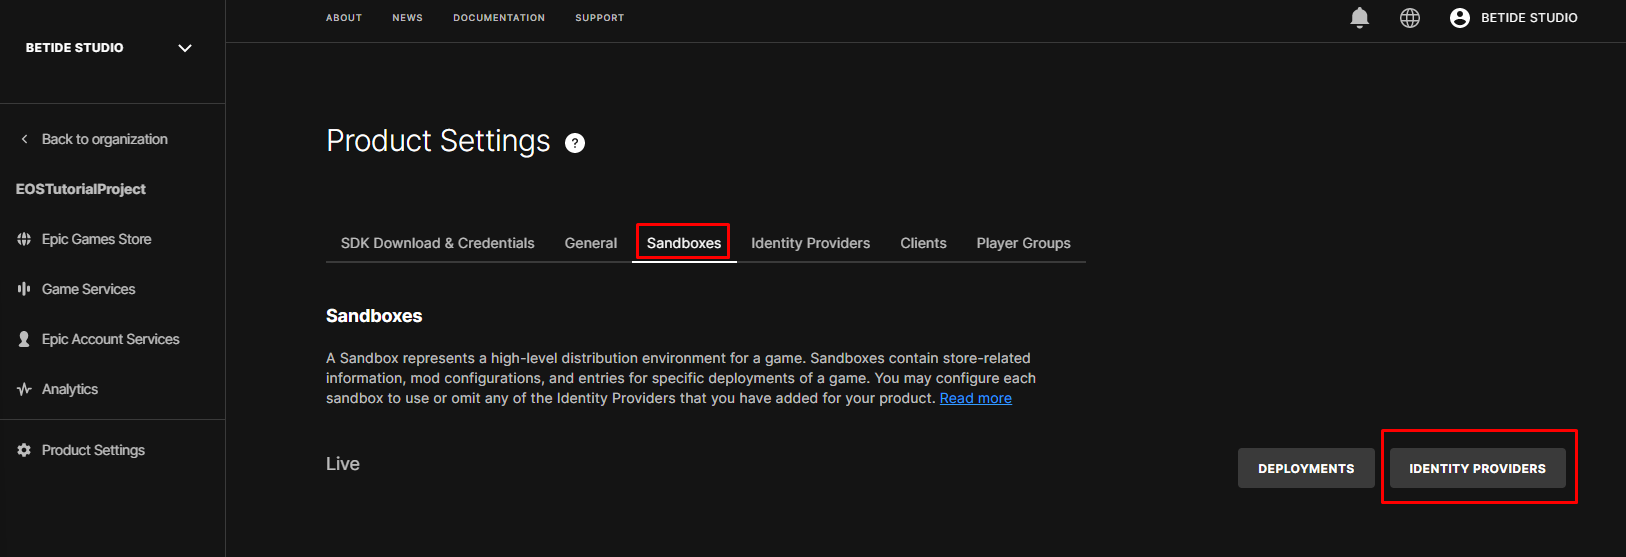 ABOUT NEWS DOCUMENTATION SUPPORT
BETIDE STUDIO
BETIDE STUDIO
Back to organization
EOSTutorialProject
Epic Games Store
Game Services
Epic Account Services
Analytics
Product Settings
Product Settings ?
SDK Download & Credentials General Sandboxes Identity Providers Clients Player Groups
Sandboxes
A Sandbox represents a high-level distribution environment for a game. Sandboxes contain store-related
information, mod configurations, and entries for specific deployments of a game. You may configure each
sandbox to use or omit any of the Identity Providers that you have added for your product. Read more
Live
DEPLOYMENTS IDENTITY PROVIDERS